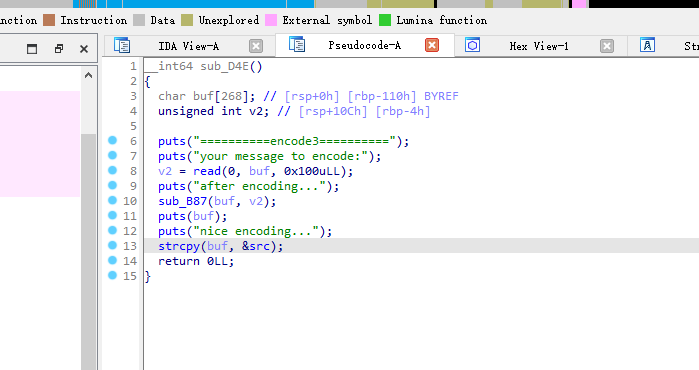 nction Instruction Data Unexplored External symbol Lumina function
IDA View-A Pseudocode-A Hex View-1 Str
1 __int64 sub_D4E()
2 {
3 char buf[268]; // [rsp+0h] [rbp-110h] BYREF
4 unsigned int v2; // [rsp+10Ch] [rbp-4h]
5
6 puts("==========encode3==========");
7 puts("your message to encode:");
8 v2 = read(0, buf, 0x100uLL);
9 puts("after encoding...");
10 sub_B87(buf, v2);
11 puts(buf);
12 puts("nice encoding...");
13 strcpy(buf, &src);
14 return 0LL;
15 }